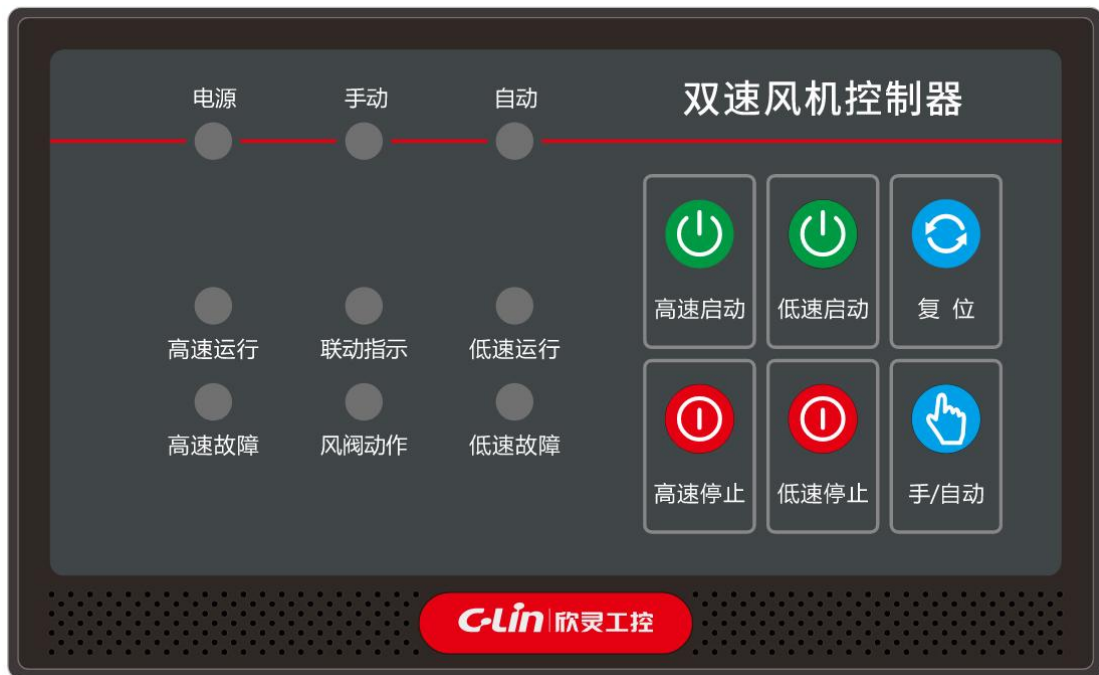 电源 手动 自动 双速风机控制器
高速启动 低速启动 复 位
高速运行 联动指示 低速运行
高速故障 风阀动作 低速故障
高速停止 低速停止 手/自动
C-Lin 欣灵工控